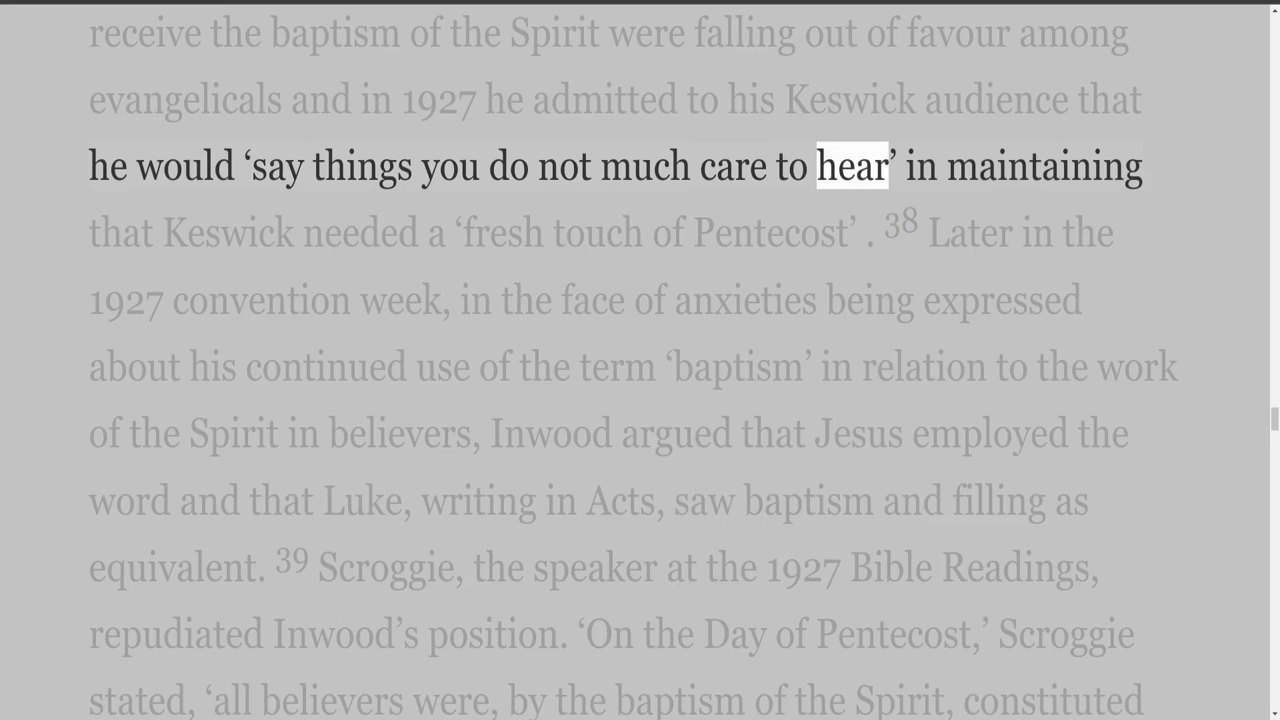 receive the baptism of the Spirit were falling out of favour among
evangelicals and in 1927 he admitted to his Keswick audience that
he would ‘say things you do not much care to hear’ in maintaining
that Keswick needed a ‘fresh touch of Pentecost’ . 38 Later in the
1927 convention week, in the face of anxieties being expressed
about his continued use of the term ‘baptism’ in relation to the work
of the Spirit in believers, Inwood argued that Jesus employed the
word and that Luke, writing in Acts, saw baptism and filling as
equivalent. 39 Scroggie, the speaker at the 1927 Bible Readings,
repudiated Inwood’s position. ‘On the Day of Pentecost,’ Scroggie
stated, ‘all believers were, by the baptism of the Spirit, constituted